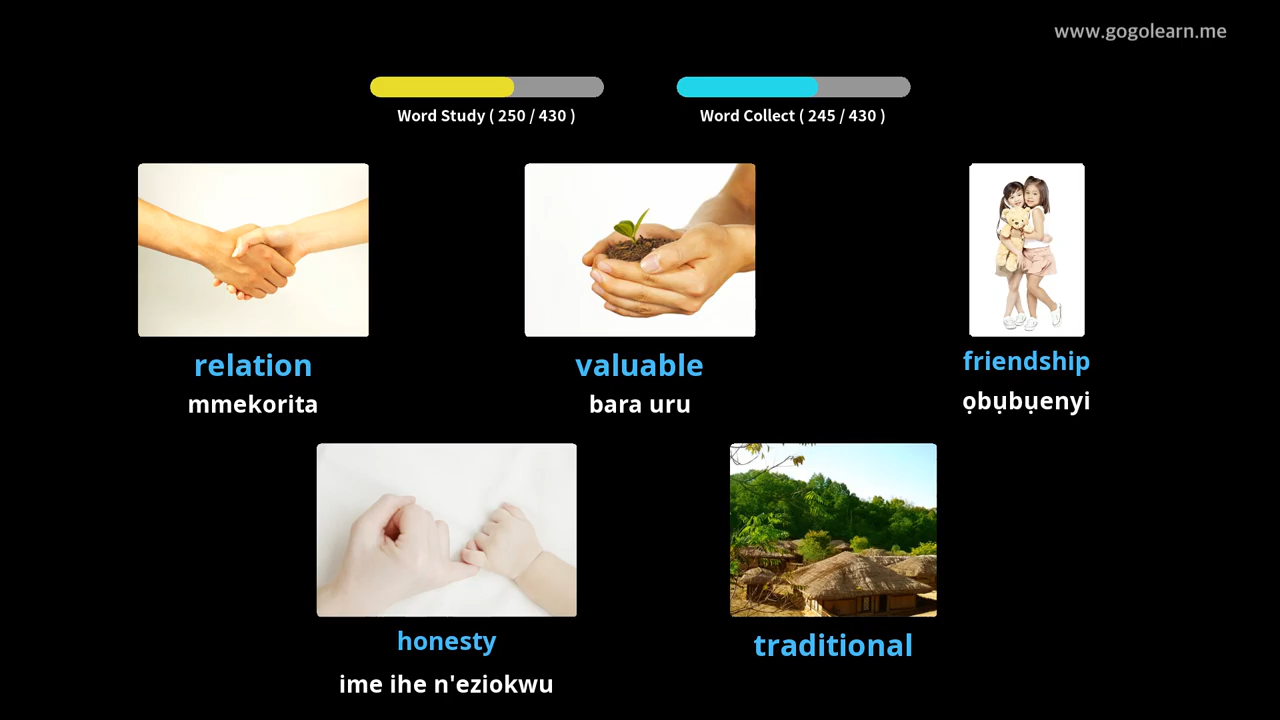 www.gogolearn.me
Word Study ( 250 / 430 )
Word Collect ( 245 / 430 )
relation
mmekorita
valuable
bara uru
friendship
ọbụbụenyi
honesty
ime ihe n'eziokwu
traditional